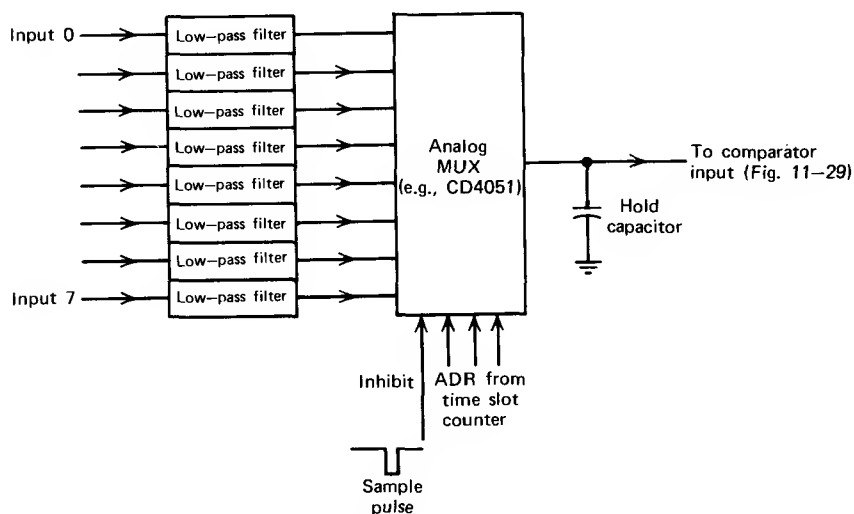 Input 0
Low-pass filter
Low-pass filter
Low-pass filter
Low-pass filter
Low-pass filter
Low-pass filter
Low-pass filter
Input 7
Low-pass filter
Analog
MUX
(e.g., CD4051)
To comparator
input (Fig. 11-29)
Hold
capacitor
Inhibit
ADR from
time slot
counter
Sample
pulse